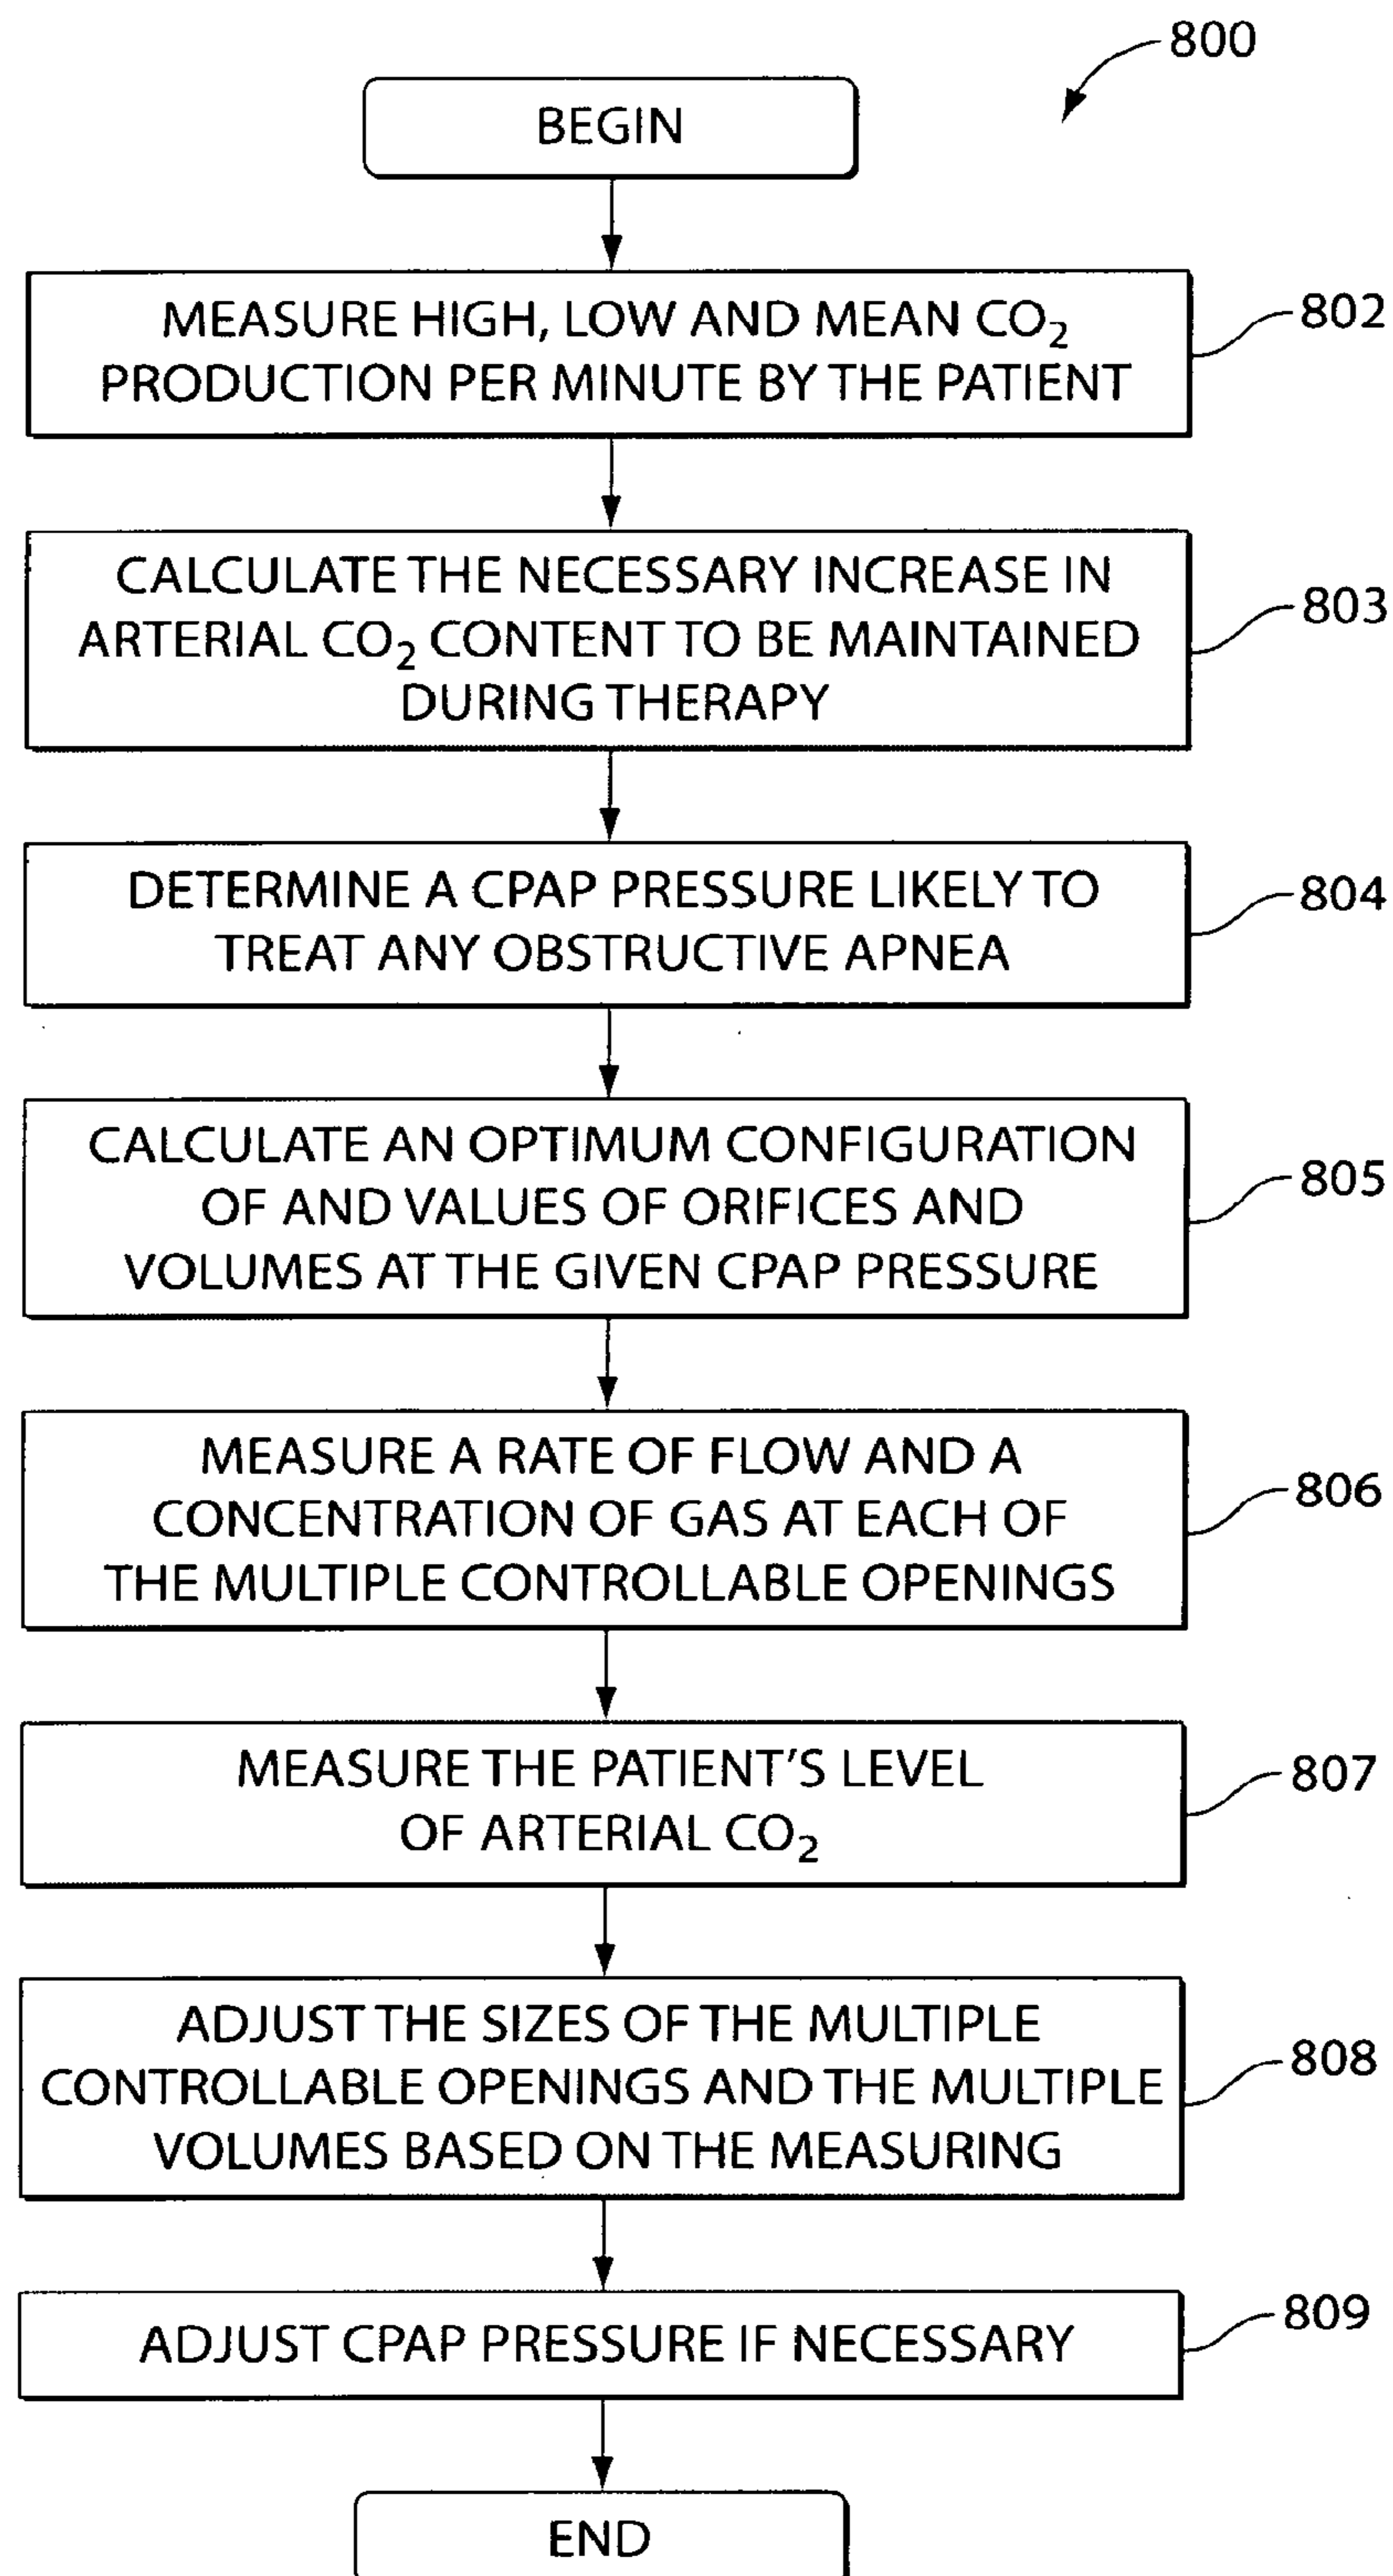 800
BEGIN
MEASURE HIGH, LOW AND MEAN CO₂
PRODUCTION PER MINUTE BY THE PATIENT
802
CALCULATE THE NECESSARY INCREASE IN
ARTERIAL CO₂ CONTENT TO BE MAINTAINED
DURING THERAPY
803
DETERMINE A CPAP PRESSURE LIKELY TO
TREAT ANY OBSTRUCTIVE APNEA
804
CALCULATE AN OPTIMUM CONFIGURATION
OF AND VALUES OF ORIFICES AND
VOLUMES AT THE GIVEN CPAP PRESSURE
805
MEASURE A RATE OF FLOW AND A
CONCENTRATION OF GAS AT EACH OF
THE MULTIPLE CONTROLLABLE OPENINGS
806
MEASURE THE PATIENT'S LEVEL
OF ARTERIAL CO₂
807
ADJUST THE SIZES OF THE MULTIPLE
CONTROLLABLE OPENINGS AND THE MULTIPLE
VOLUMES BASED ON THE MEASURING
808
ADJUST CPAP PRESSURE IF NECESSARY
809
END